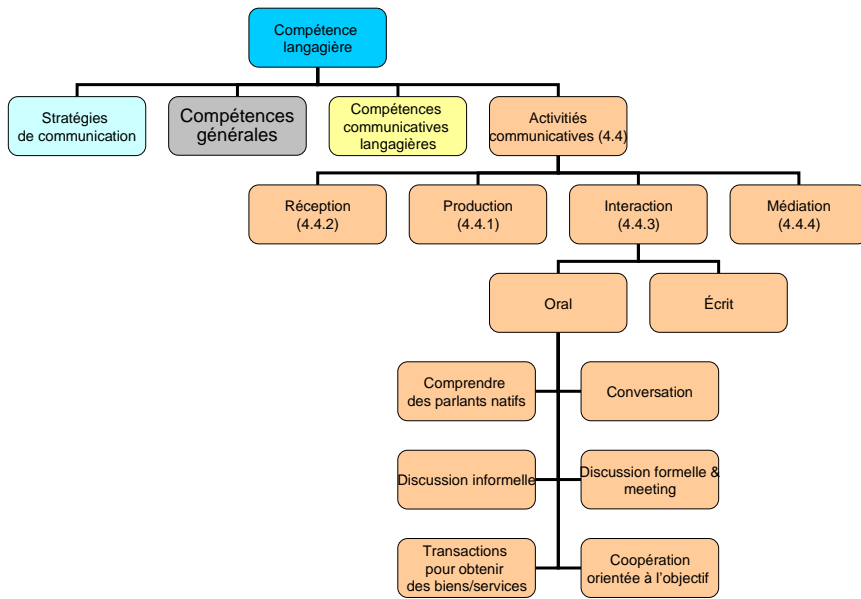 Compétence
langagière
Stratégies
de communication
Compétences
générales
Compétences
communicatives
langagières
Activitiés
communicatives (4.4)
Réception
(4.4.2)
Production
(4.4.1)
Interaction
(4.4.3)
Médiation
(4.4.4)
Oral
Écrit
Comprendre
des parlants natifs
Conversation
Discussion informelle
Discussion formelle &
meeting
Transactions
pour obtenir
des biens/services
Coopération
orientée à l’objectif